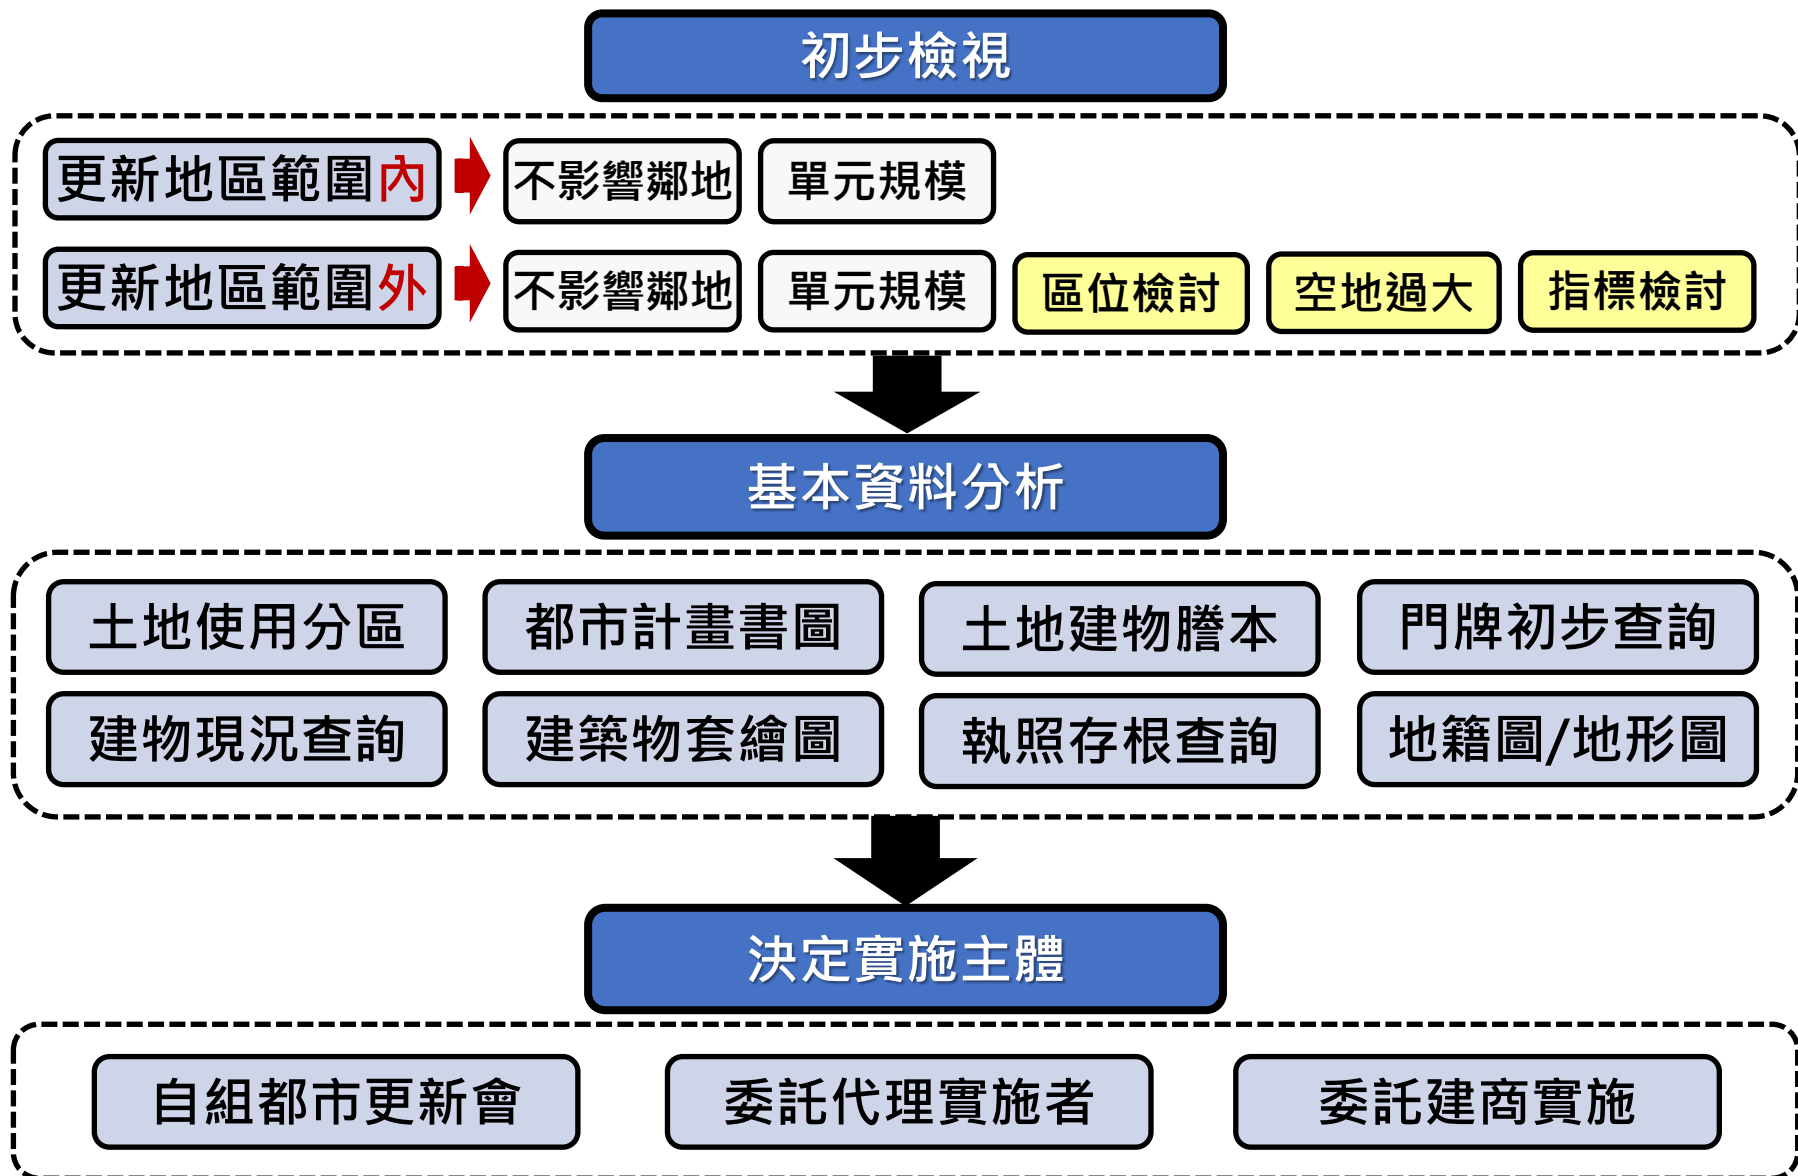 初步檢視
更新地區範圍內
不影響鄰地
單元規模
更新地區範圍外
不影響鄰地
單元規模
區位檢討
空地過大
指標檢討
基本資料分析
土地使用分區
都市計畫書圖
土地建物謄本
門牌初步查詢
建物現況查詢
建築物套繪圖
執照存根查詢
地籍圖/地形圖
決定實施主體
自組都市更新會
委託代理實施者
委託建商實施